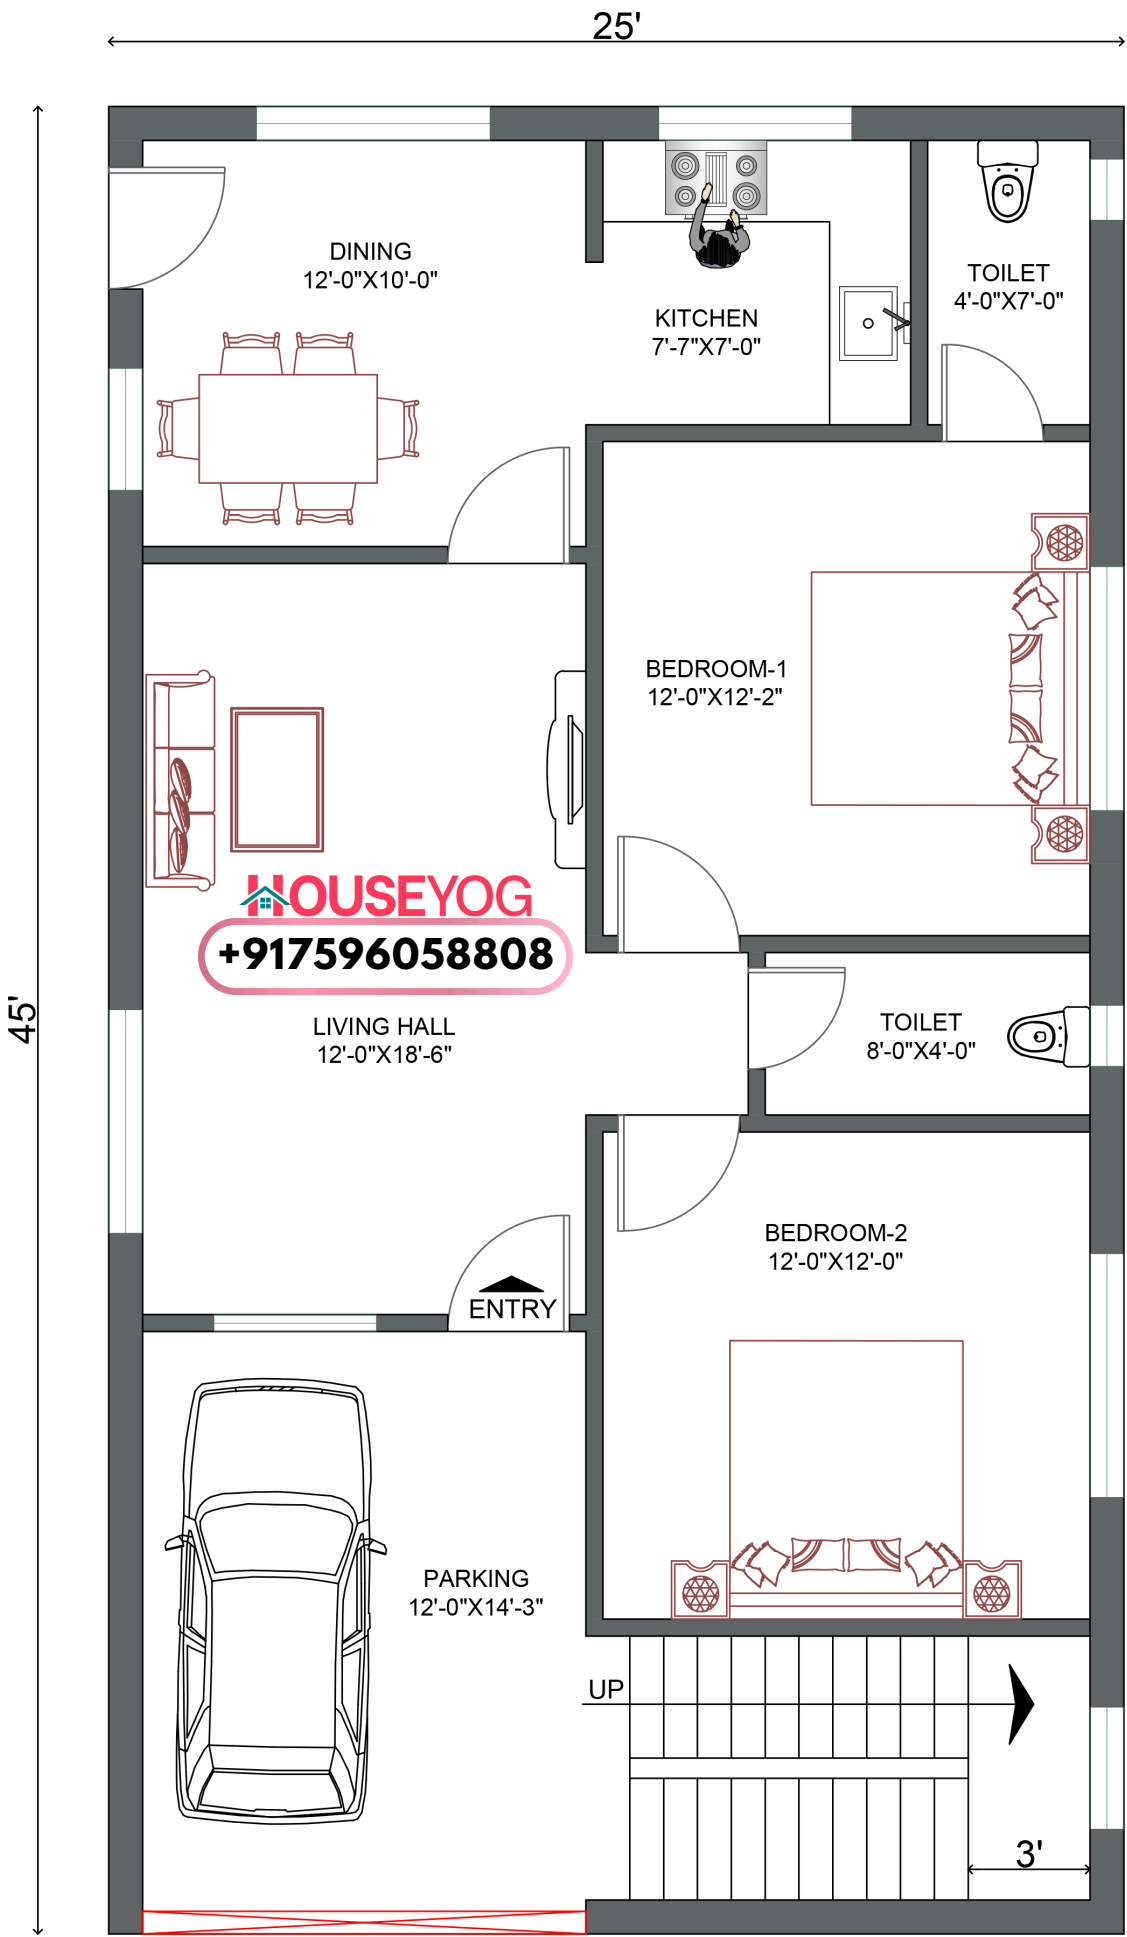 25'
DINING
12'-0"X10'-0"
KITCHEN
7'-7"X7'-0"
TOILET
4'-0"X7'-0"
BEDROOM-1
12'-0"X12'-2"
HOUSEYOG
+917596058808
45'
LIVING HALL
12'-0"X18'-6"
TOILET
8'-0"X4'-0"
BEDROOM-2
12'-0"X12'-0"
ENTRY
PARKING
12'-0"X14'-3"
UP
3'